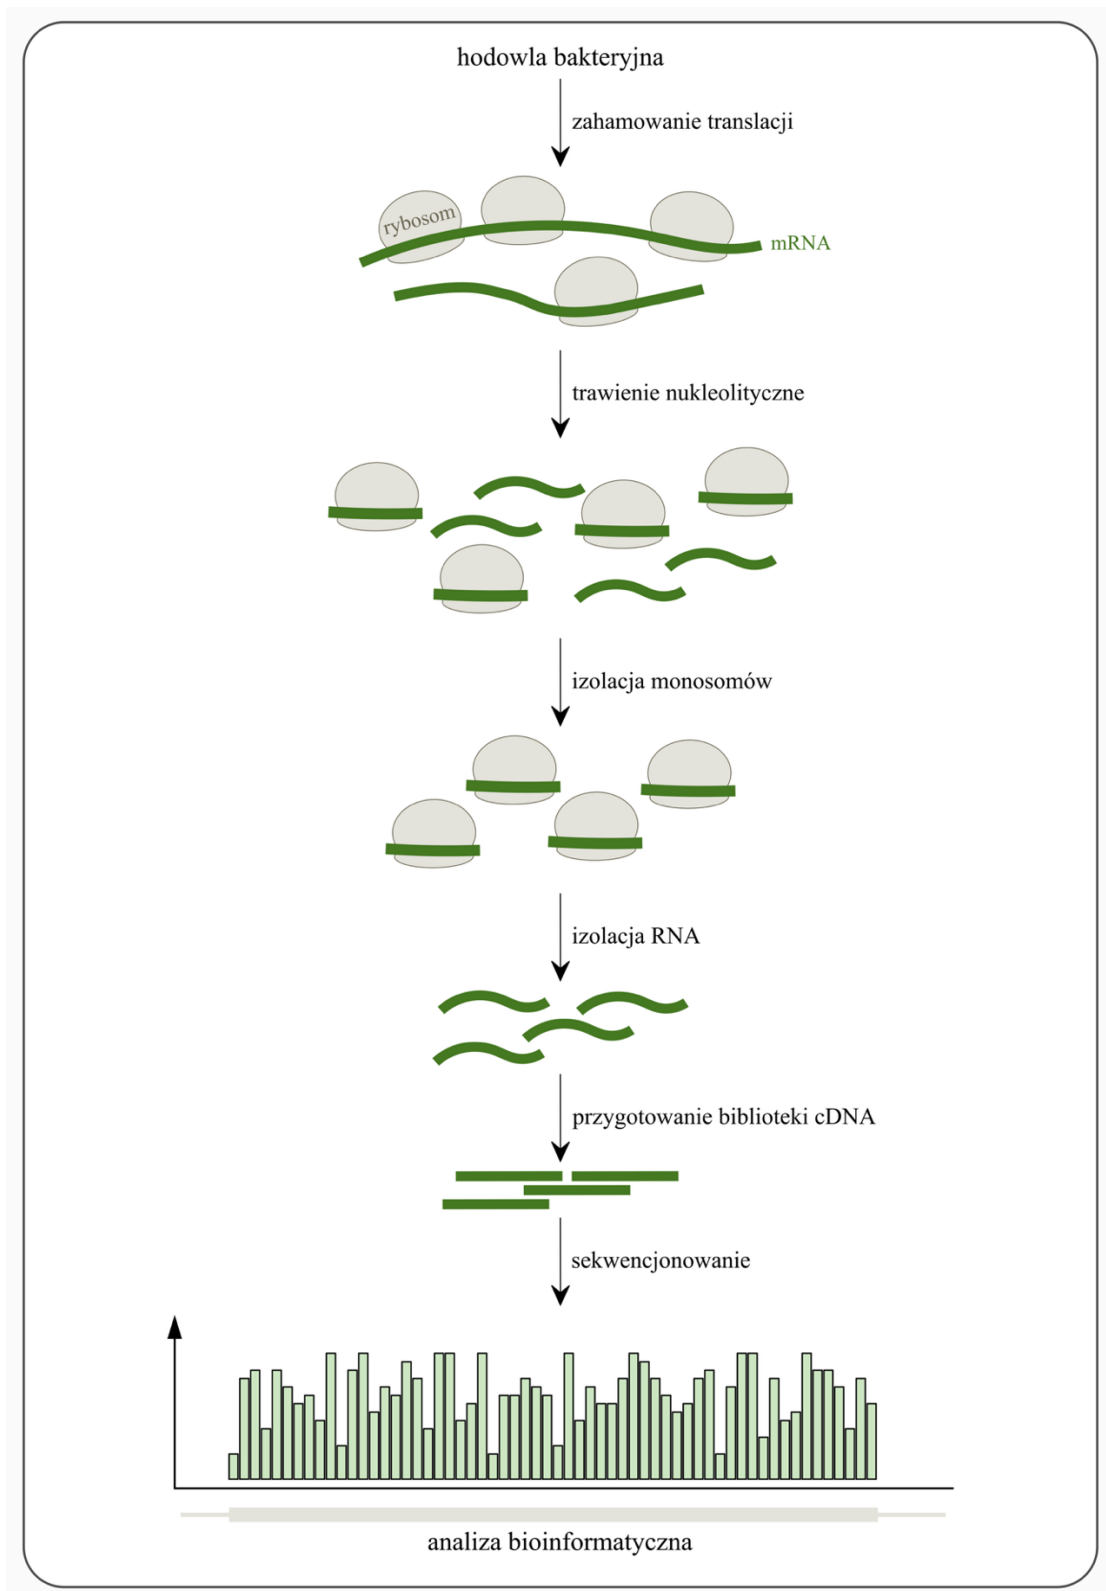 hodowla bakteryjna
zahamowanie translacji
rybosom
mRNA
trawienie nukleolityczne
izolacja monosomów
izolacja RNA
przygotowanie biblioteki cDNA
sekwencjonowanie
analiza bioinformatyczna